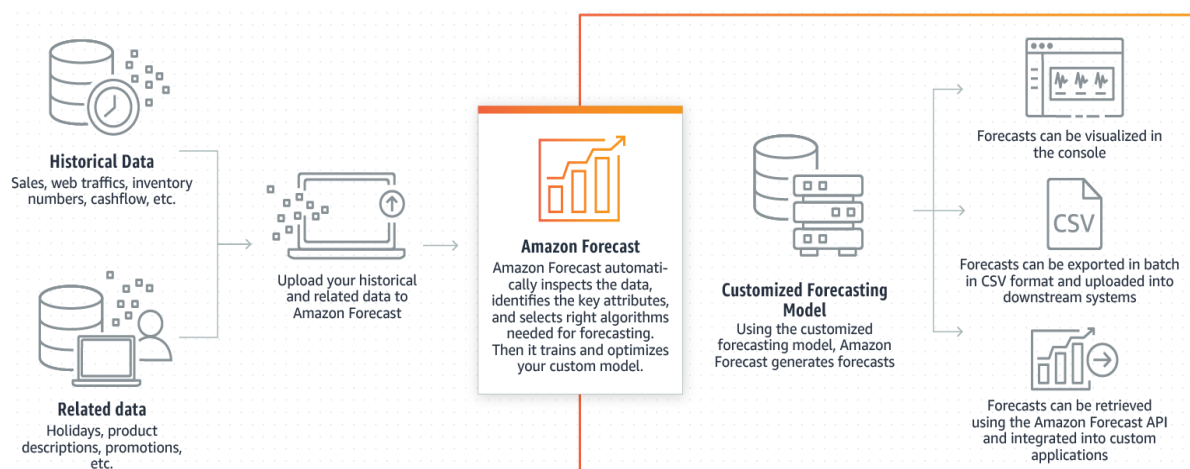 Historical Data
Sales, web traffics, inventory
numbers, cashflow, etc.
Related data
Holidays, product
descriptions, promotions,
etc.
Upload your historical
and related data to
Amazon Forecast
Amazon Forecast
Amazon Forecast automati-
cally inspects the data,
identifies the key attributes,
and selects right algorithms
needed for forecasting.
Then it trains and optimizes
your custom model.
Customized Forecasting
Model
Using the customized
forecasting model, Amazon
Forecast generates forecasts
Forecasts can be visualized in
the console
CSV
Forecasts can be exported in batch
in CSV format and uploaded into
downstream systems
Forecasts can be retrieved
using the Amazon Forecast API
and integrated into custom
applications